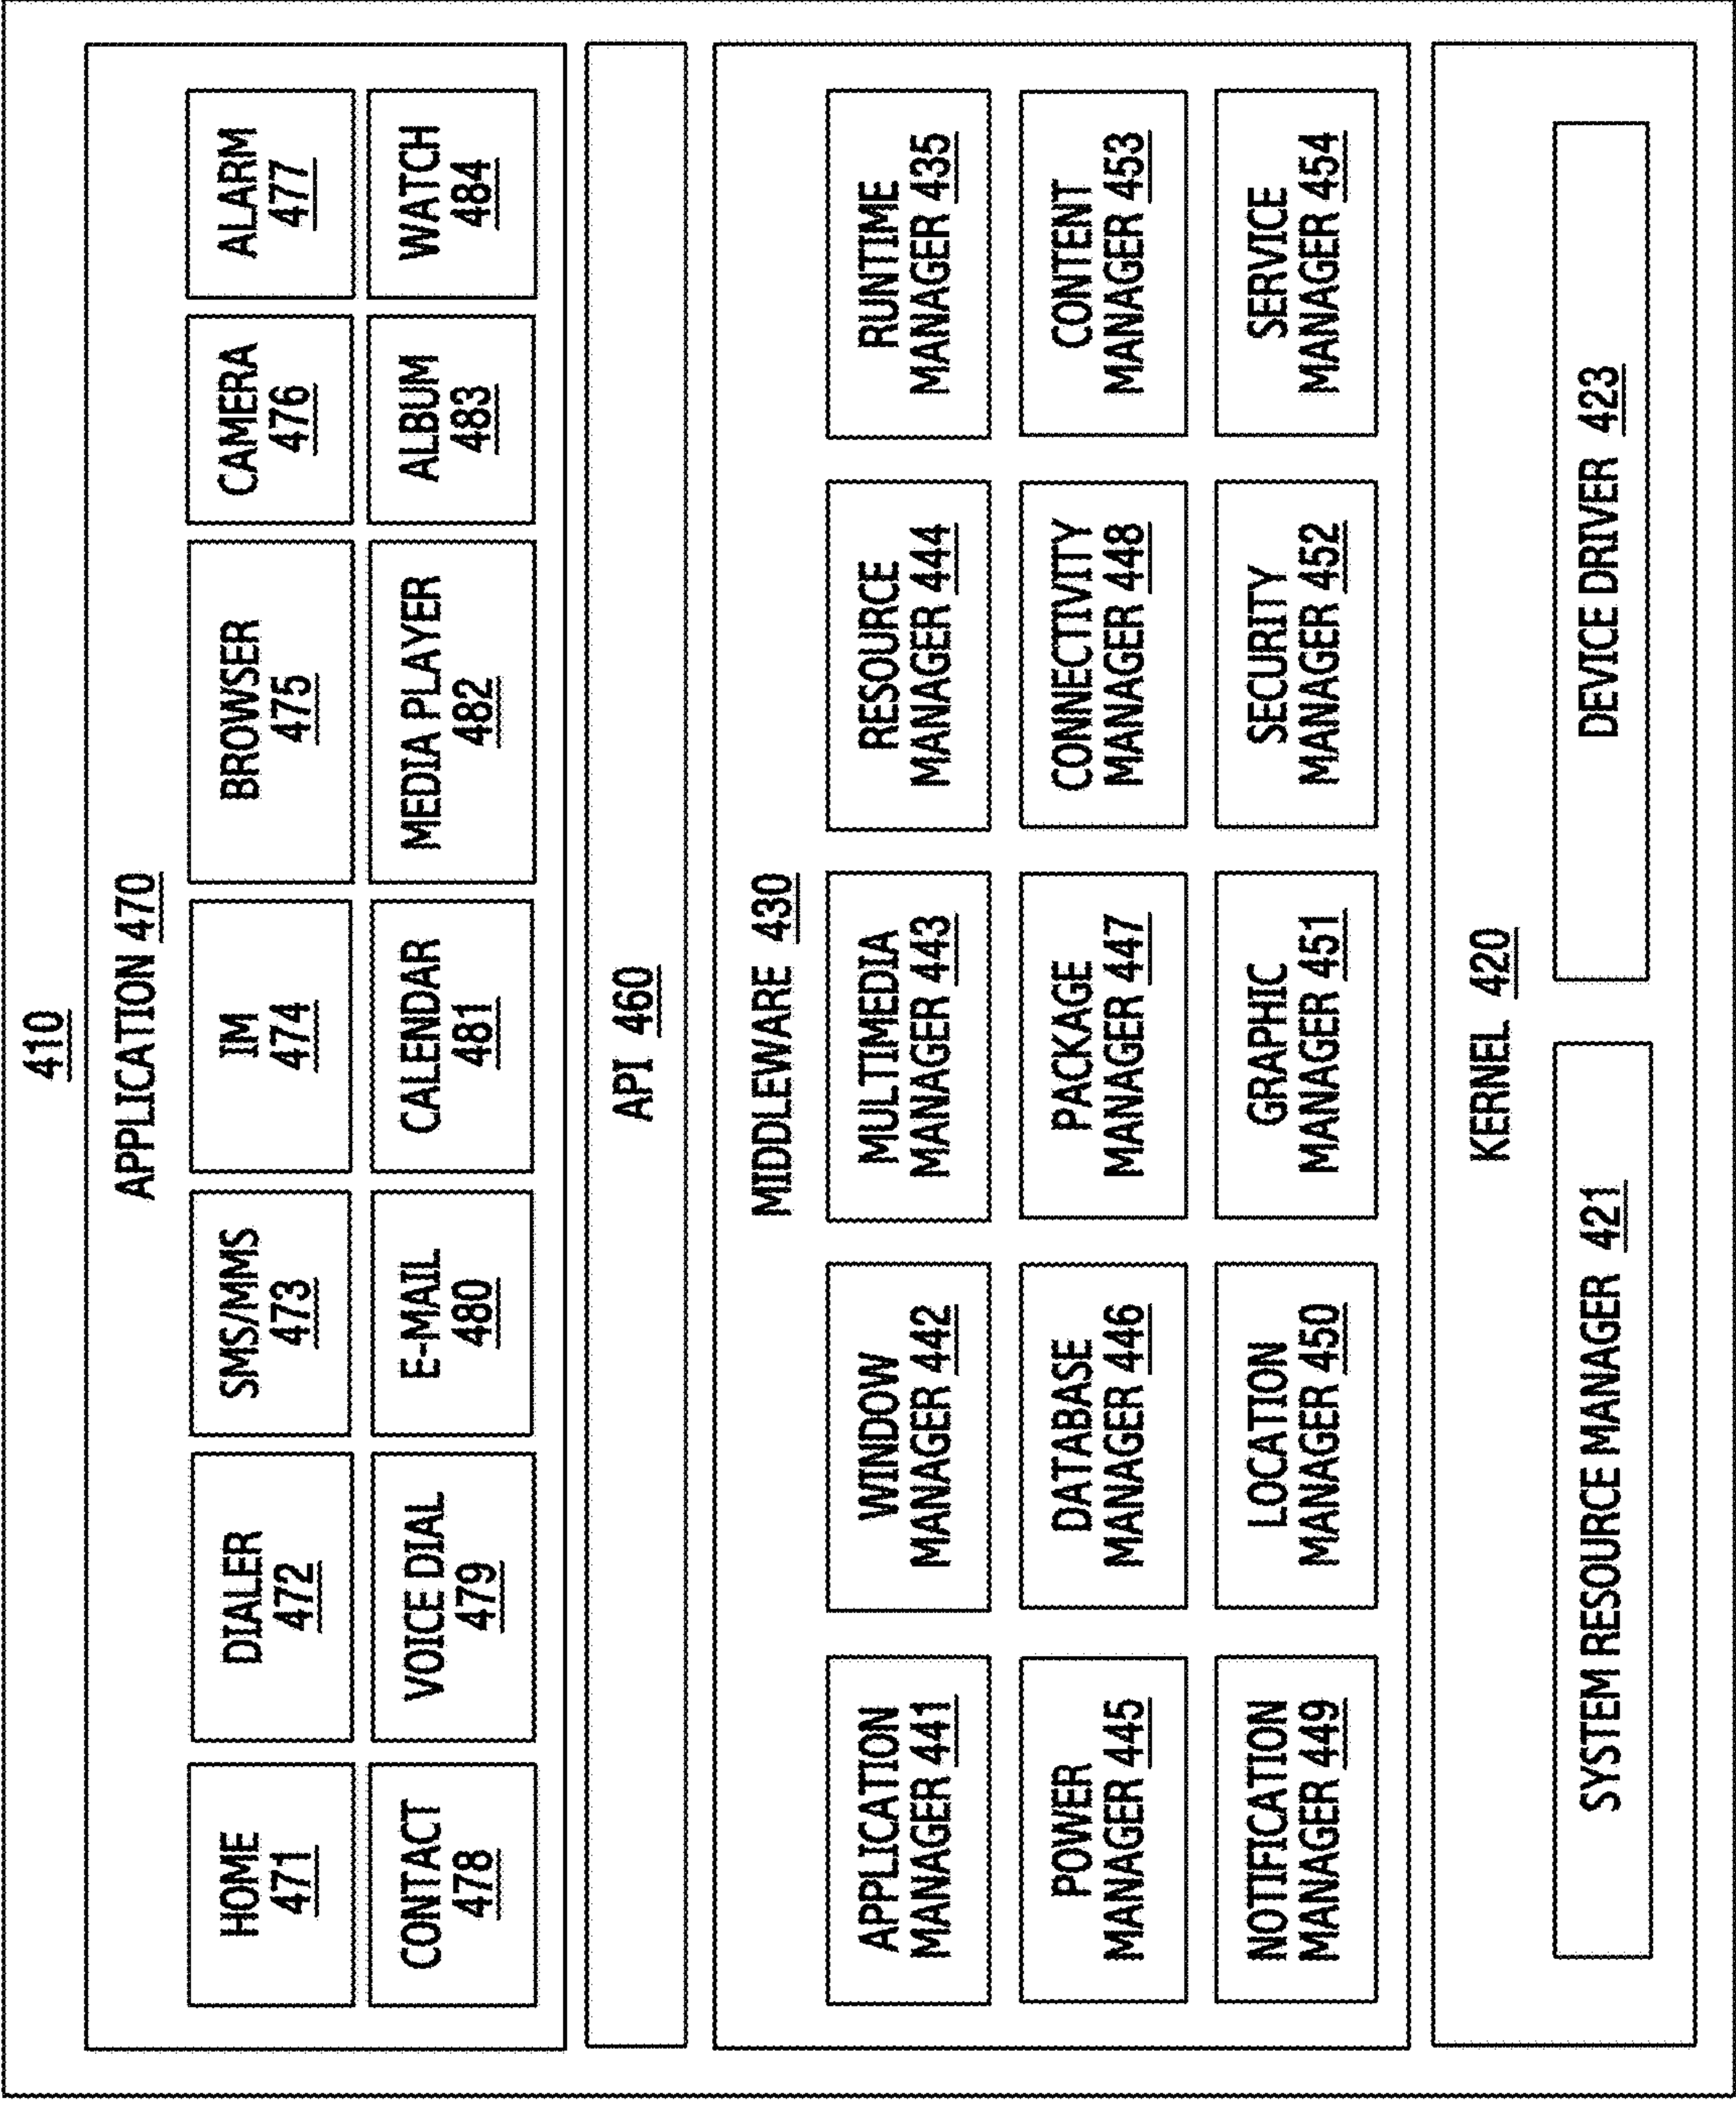 410
APPLICATION 470
HOME
471
DIALER
472
SMS/MMS
473
IM
474
BROWSER
475
CAMERA
476
ALARM
477
CONTACT
478
VOICE DIAL
479
E-MAIL
480
CALENDAR
481
MEDIA PLAYER
482
ALBUM
483
WATCH
484
API 460
MIDDLEWARE 430
APPLICATION
MANAGER 441
WINDOW
MANAGER 442
MULTIMEDIA
MANAGER 443
RESOURCE
MANAGER 444
RUNTIME
MANAGER 435
POWER
MANAGER 445
DATABASE
MANAGER 446
PACKAGE
MANAGER 447
CONNECTIVITY
MANAGER 448
CONTENT
MANAGER 453
NOTIFICATION
MANAGER 449
LOCATION
MANAGER 450
GRAPHIC
MANAGER 451
SECURITY
MANAGER 452
SERVICE
MANAGER 454
KERNEL 420
SYSTEM RESOURCE MANAGER 421
DEVICE DRIVER 423